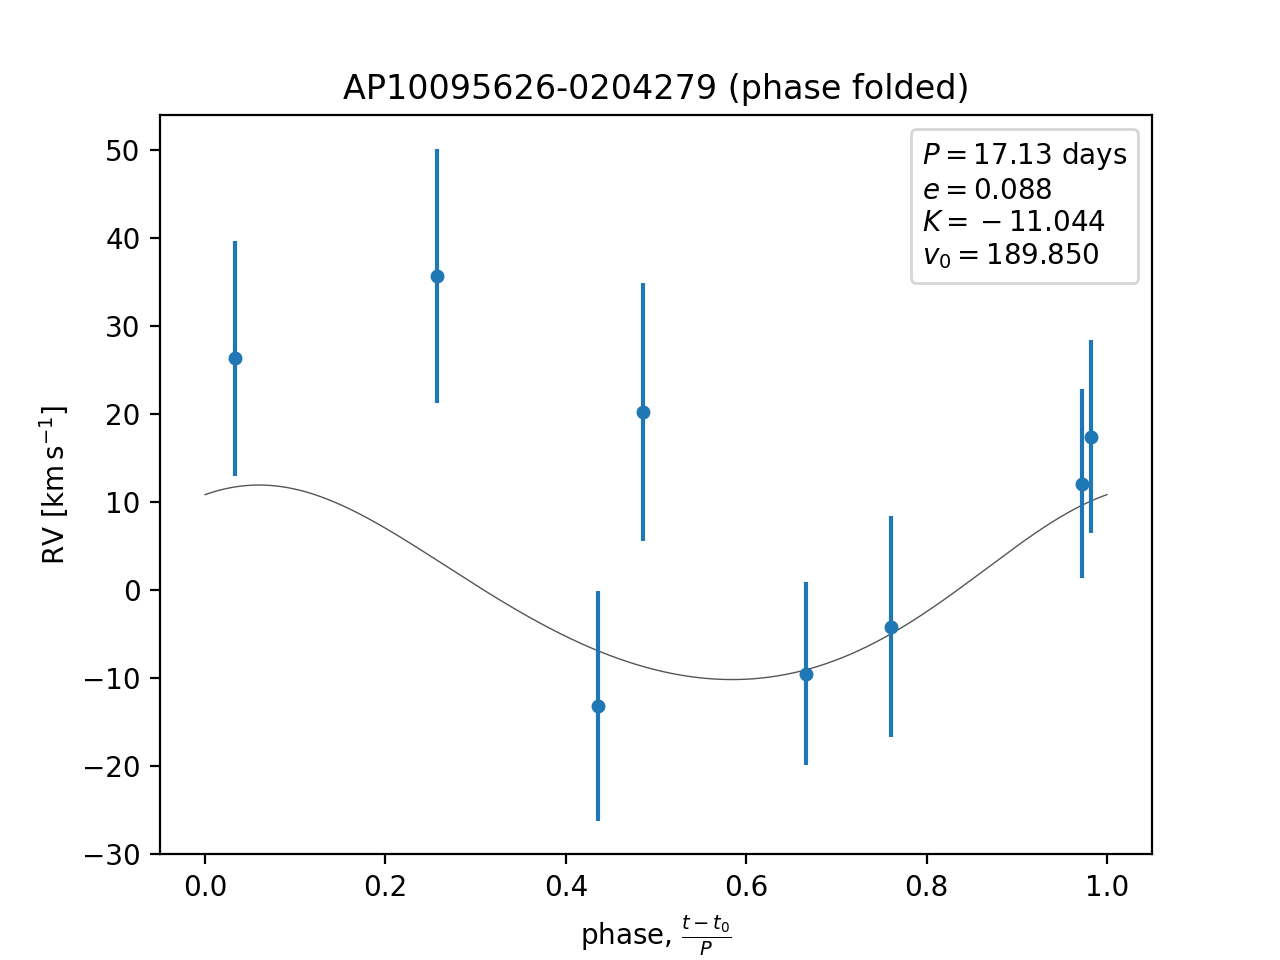 AP10095626-0204279 (phase folded)
P = 17.13 days
e = 0.088
K = −11.044
v₀ = 189.850
50
40
30
20
10
0
−10
−20
−30
RV [km s⁻¹]
0.0 0.2 0.4 0.6 0.8 1.0
phase, (t − t₀)/P